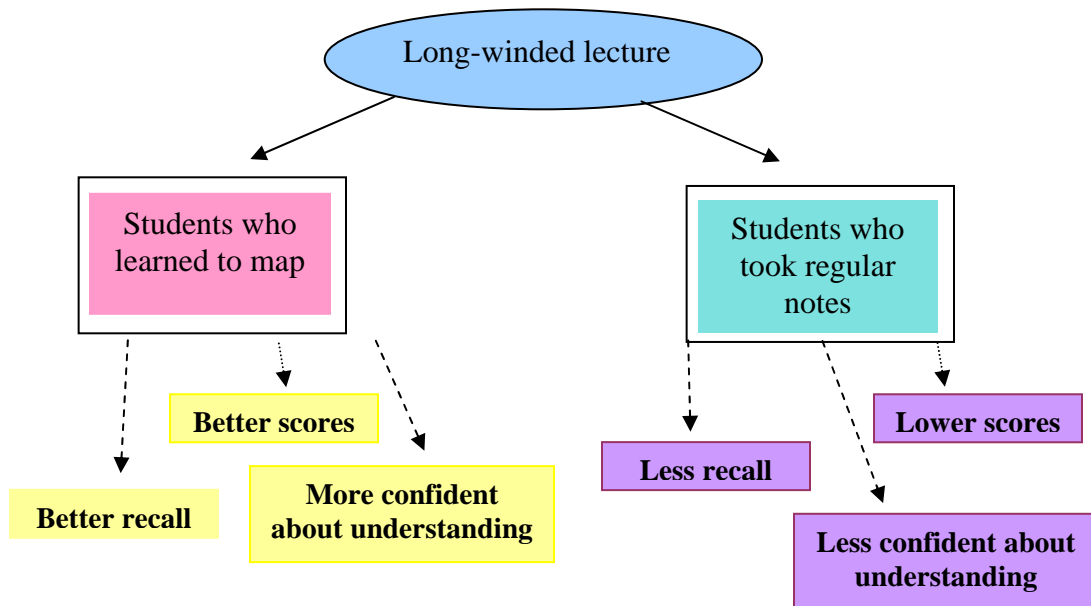 Long-winded lecture
Students who
learned to map
Students who
took regular
notes
Better scores
Better recall
More confident
about understanding
Lower scores
Less recall
Less confident about
understanding